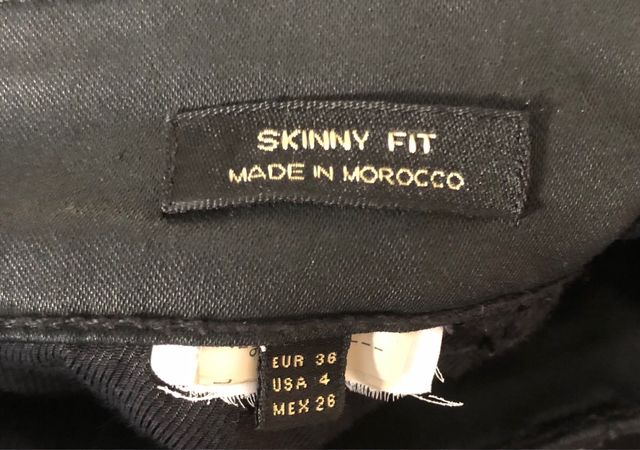 SKINNY FIT
MADE IN MOROCCO
EUR 36
USA 4
MEX 26